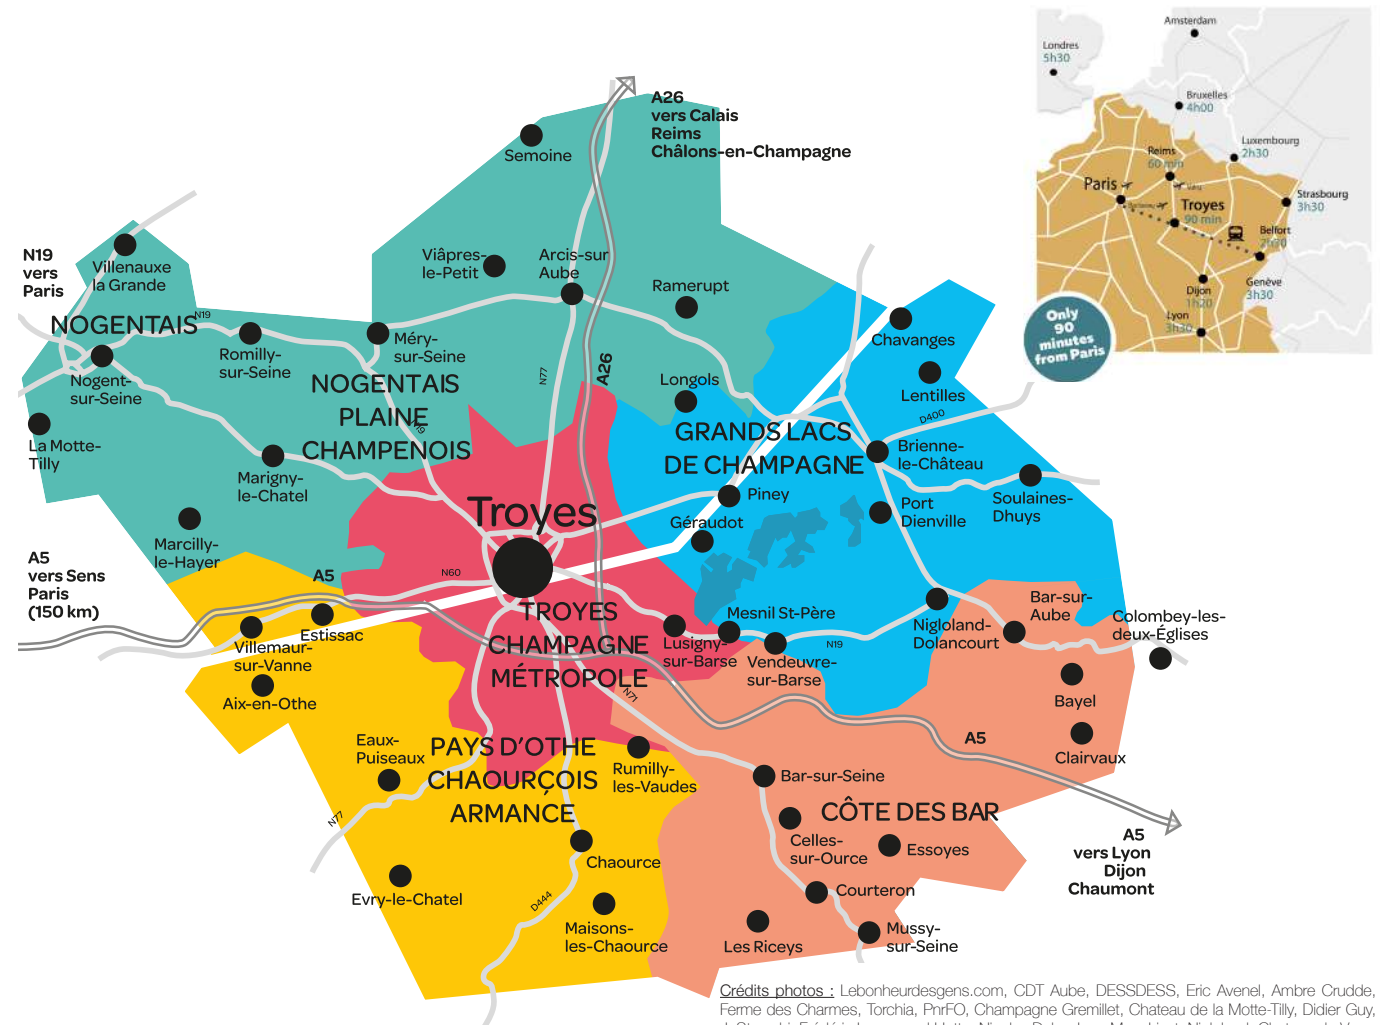 A26
vers Calais
Reims
Châlons-en-Champagne
Semoine
N19
vers
Paris
Villenauxe
la Grande
NOGENTAIS
N19
Viâpres-
le-Petit
Arcis-sur
Aube
Ramerupt
Romilly-
sur-Seine
Méry-
sur-Seine
Nogent-
sur-Seine
NOGENTAIS
PLAINE
CHAMPENOIS
N19
N77
A26
Longols
Chavanges
Lentilles
D400
La Motte-
Tilly
Marigny-
le-Chatel
GRANDS LACS
DE CHAMPAGNE
Brienne-
le-Château
Soulaines-
Dhuys
Piney
Port
Dienville
Géraudot
Troyes
Marcilly-
le-Hayer
A5
vers Sens
Paris
(150 km)
A5
N60
Estissac
Villemaur-
sur-Vanne
Aix-en-Othe
TROYES
CHAMPAGNE
MÉTROPOLE
Lusigny-
sur-Barse
Mesnil St-Père
Vendeuvre-
sur-Barse
N19
Nigloland-
Dolancourt
Bar-sur-
Aube
Colombey-les-
deux-Églises
Bayel
Clairvaux
N71
A5
Eaux-
Puiseaux
PAYS D'OTHE
CHAOURÇOIS
ARMANCE
Rumilly-
les-Vaudes
Bar-sur-Seine
CÔTE DES BAR
N77
Celles-
sur-Ource
Essoyes
A5
vers Lyon
Dijon
Chaumont
Chaource
Evry-le-Chatel
D444
Courteron
Maisons-
les-Chaource
Les Riceys
Mussy-
sur-Seine
Amsterdam
Londres
5h30
Bruxelles
4h00
Luxembourg
2h30
Reims
60 min
Vatry
Paris
Troyes
90 min
Strasbourg
3h30
Belfort
2h30
Dijon
1h20
Genève
3h30
Lyon
3h30
Only
90
minutes
from Paris
Crédits photos : Lebonheurdesgens.com, CDT Aube, DESSDESS, Eric Avenel, Ambre Crudde,
Ferme des Charmes, Torchia, PnrFO, Champagne Gremillet, Chateau de la Motte-Tilly, Didier Guy,